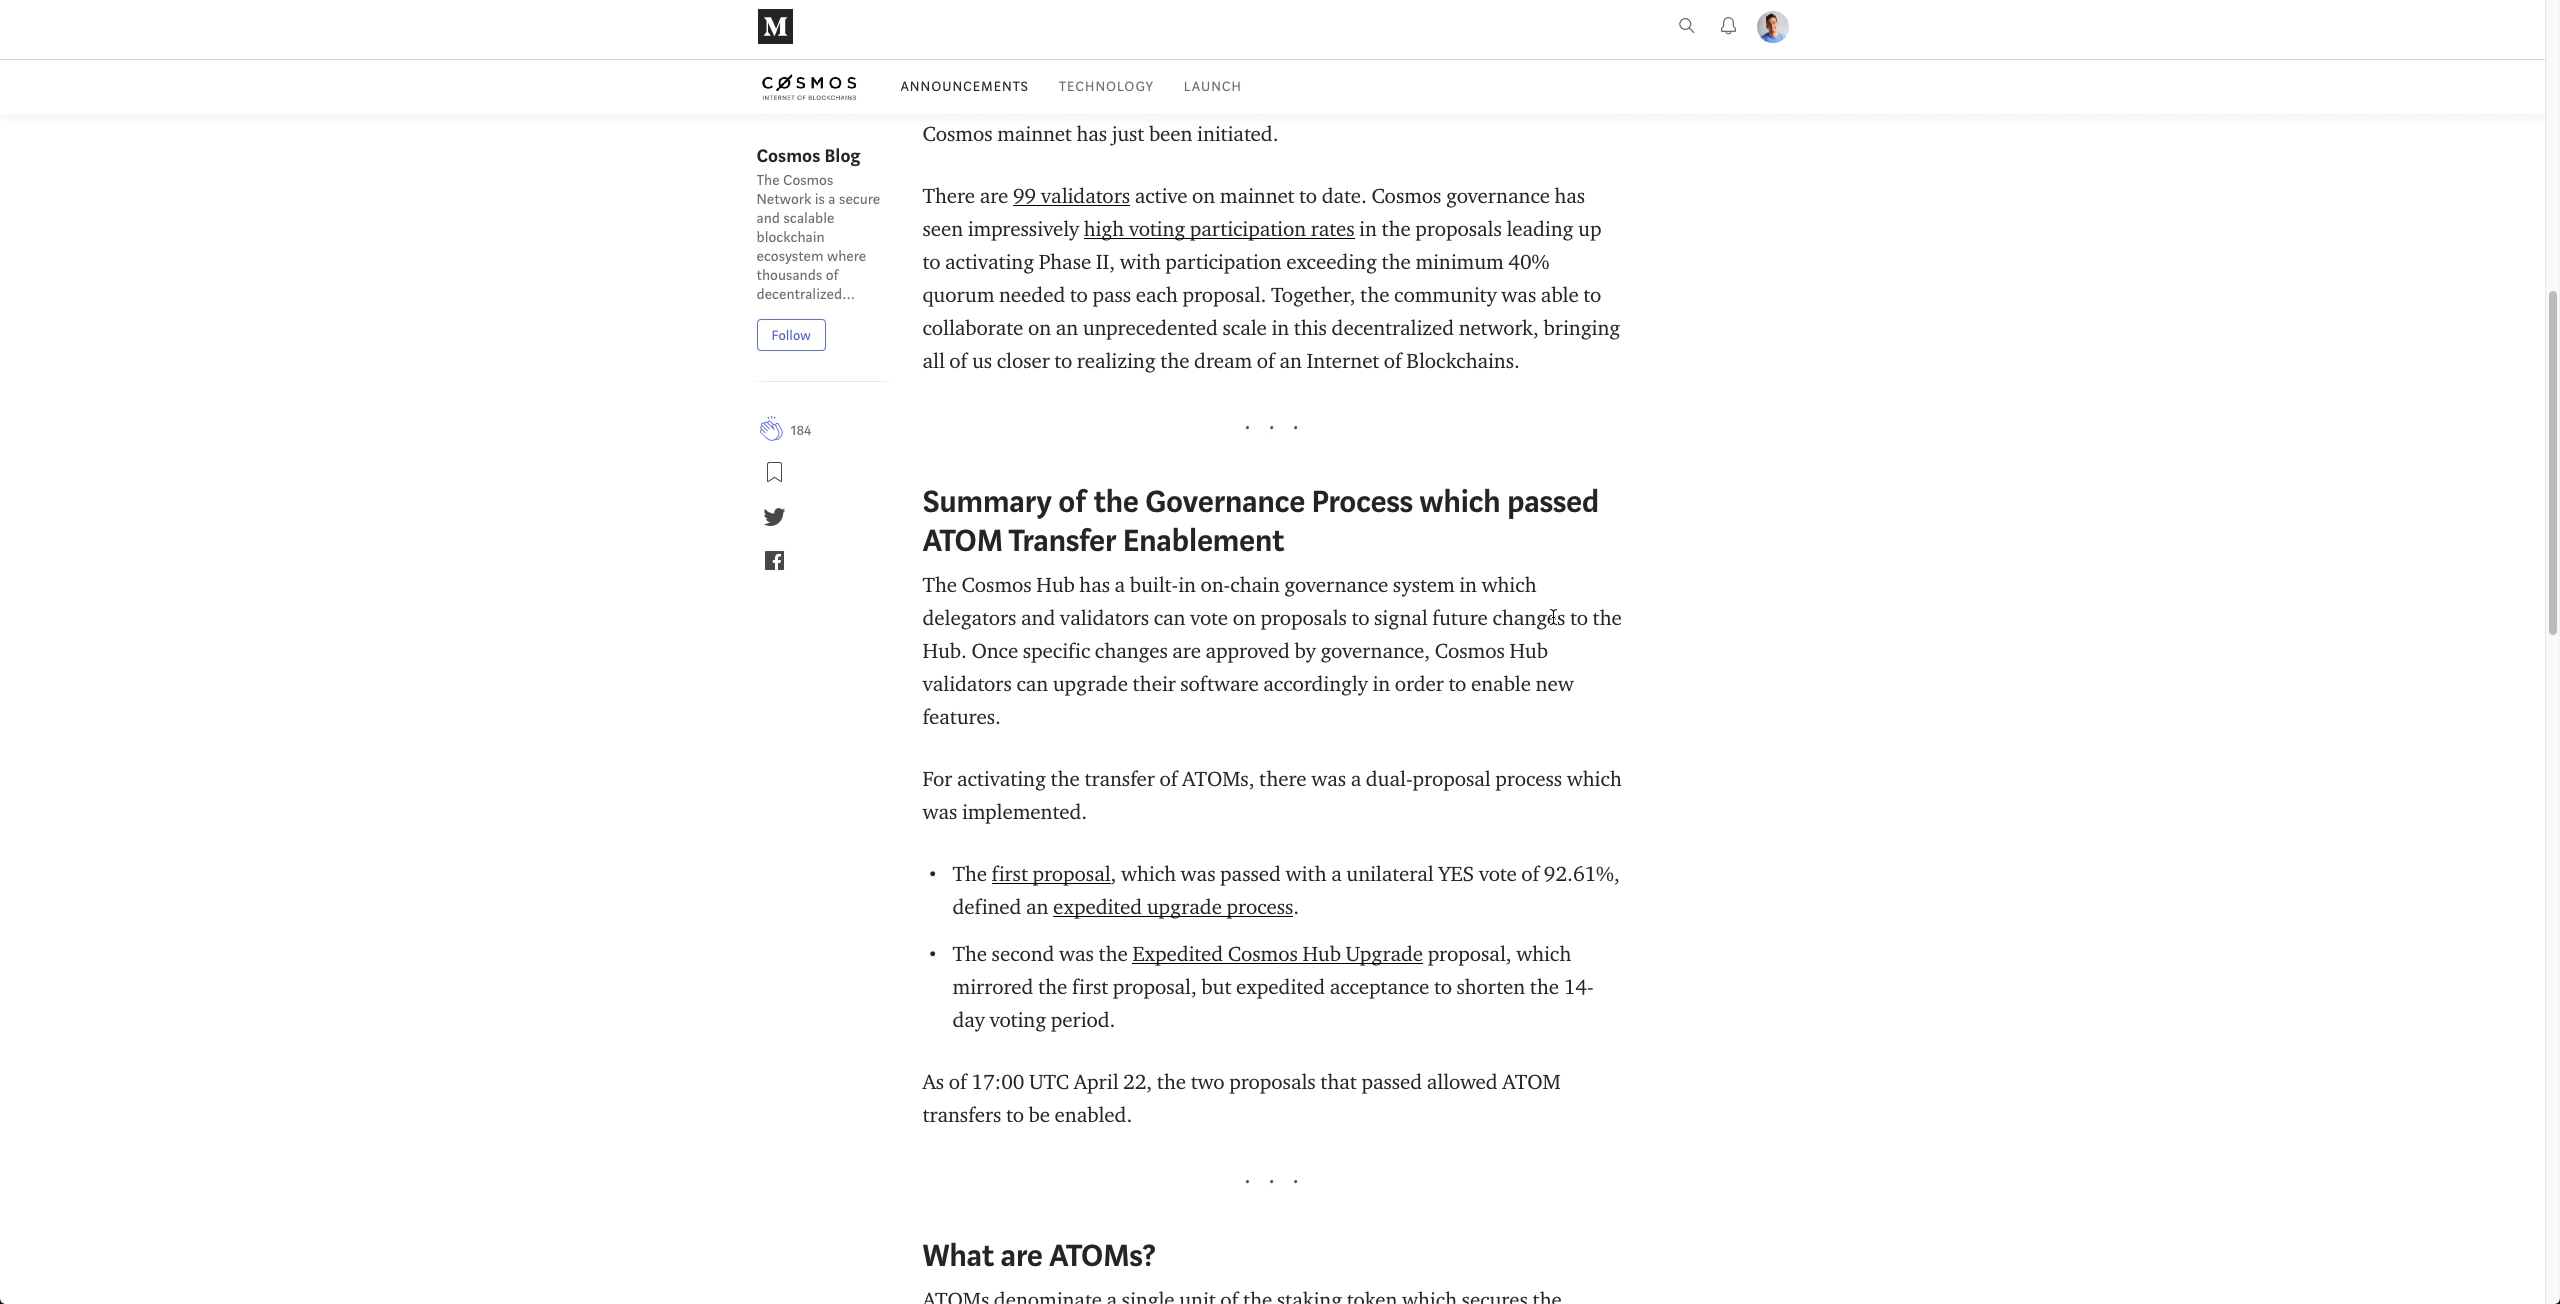 M
CØSMOS
INTERNET OF BLOCKCHAINS
ANNOUNCEMENTS
TECHNOLOGY
LAUNCH
Cosmos Blog
The Cosmos
Network is a secure
and scalable
blockchain
ecosystem where
thousands of
decentralized...
Follow
184
Cosmos mainnet has just been initiated.
There are 99 validators active on mainnet to date. Cosmos governance has
seen impressively high voting participation rates in the proposals leading up
to activating Phase II, with participation exceeding the minimum 40%
quorum needed to pass each proposal. Together, the community was able to
collaborate on an unprecedented scale in this decentralized network, bringing
all of us closer to realizing the dream of an Internet of Blockchains.
. . .
Summary of the Governance Process which passed
ATOM Transfer Enablement
The Cosmos Hub has a built-in on-chain governance system in which
delegators and validators can vote on proposals to signal future changes to the
Hub. Once specific changes are approved by governance, Cosmos Hub
validators can upgrade their software accordingly in order to enable new
features.
For activating the transfer of ATOMs, there was a dual-proposal process which
was implemented.
• The first proposal, which was passed with a unilateral YES vote of 92.61%,
defined an expedited upgrade process.
• The second was the Expedited Cosmos Hub Upgrade proposal, which
mirrored the first proposal, but expedited acceptance to shorten the 14-
day voting period.
As of 17:00 UTC April 22, the two proposals that passed allowed ATOM
transfers to be enabled.
. . .
What are ATOMs?
ATOMs denominate a single unit of the staking token which secures the